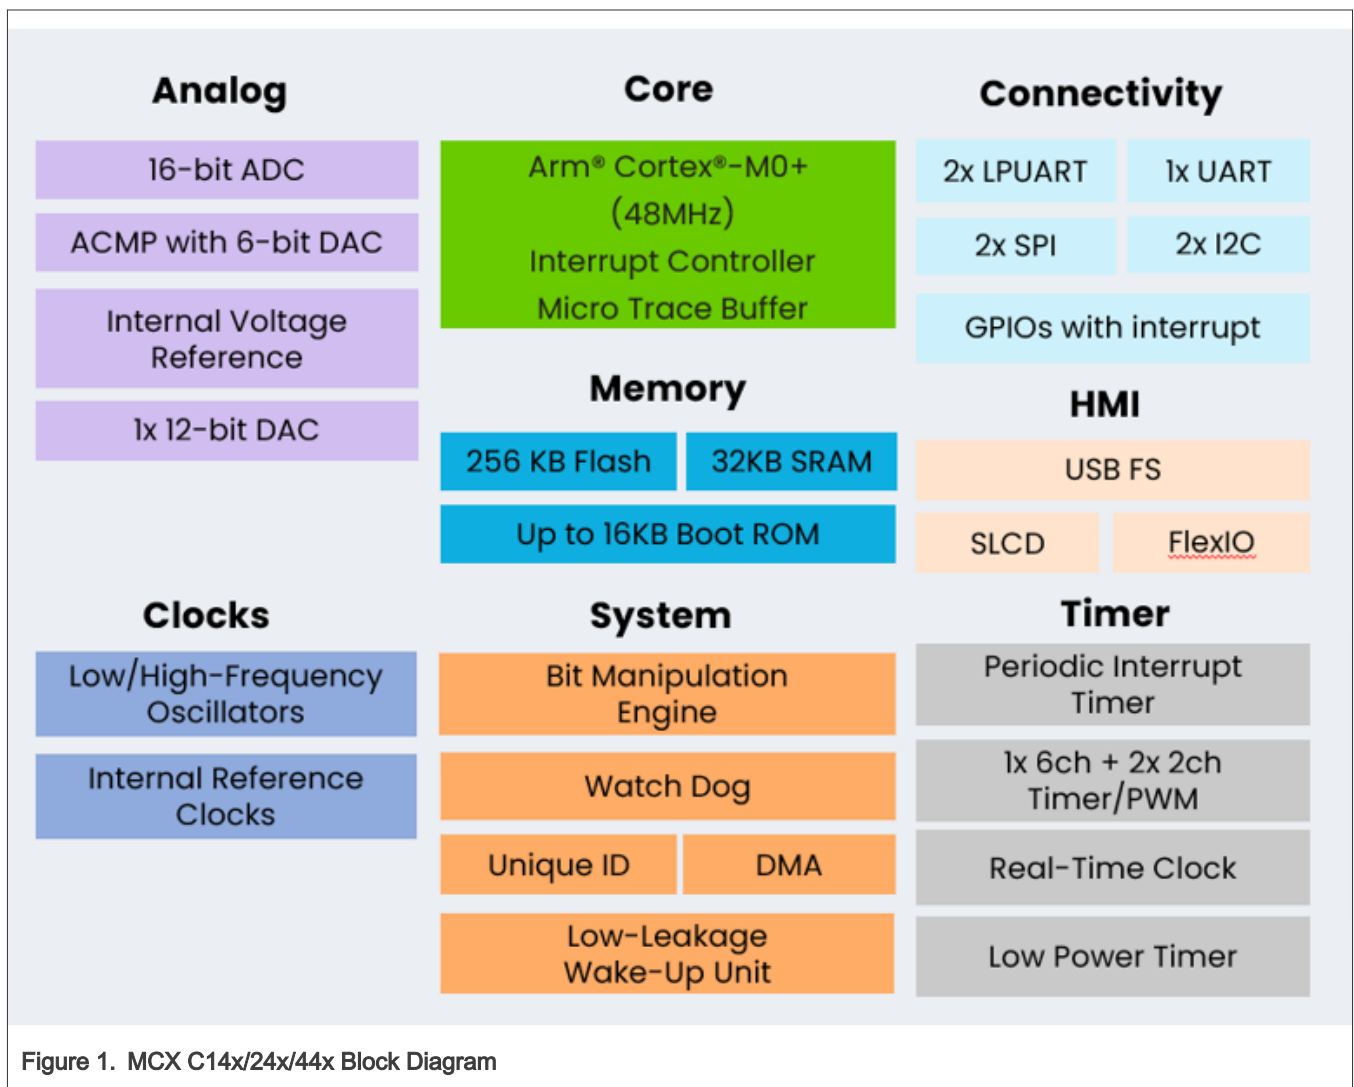 Analog
16-bit ADC
ACMP with 6-bit DAC
Internal Voltage
Reference
1x 12-bit DAC
Core
Arm® Cortex®-M0+
(48MHz)
Interrupt Controller
Micro Trace Buffer
Memory
256 KB Flash
32KB SRAM
Up to 16KB Boot ROM
Connectivity
2x LPUART
1x UART
2x SPI
2x I2C
GPIOs with interrupt
HMI
USB FS
SLCD
FlexIO
Clocks
Low/High-Frequency
Oscillators
Internal Reference
Clocks
System
Bit Manipulation
Engine
Watch Dog
Unique ID
DMA
Low-Leakage
Wake-Up Unit
Timer
Periodic Interrupt
Timer
1x 6ch + 2x 2ch
Timer/PWM
Real-Time Clock
Low Power Timer
Figure 1. MCX C14x/24x/44x Block Diagram